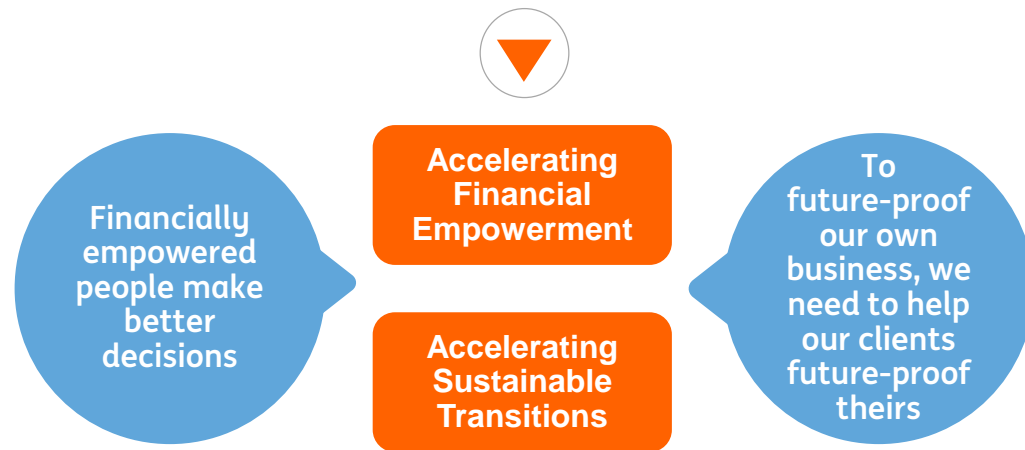 Financially
empowered
people make
better
decisions
Accelerating
Financial
Empowerment
Accelerating
Sustainable
Transitions
To
future-proof
our own
business, we
need to help
our clients
future-proof
theirs